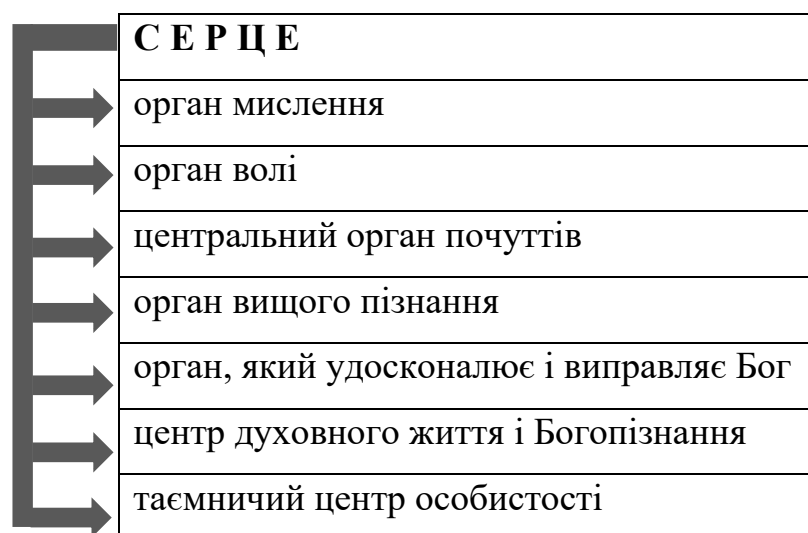 С Е Р Ц Е
орган мислення
орган волі
центральний орган почуттів
орган вищого пізнання
орган, який удосконалює і виправляє Бог
центр духовного життя і Богопізнання
таємничий центр особистості